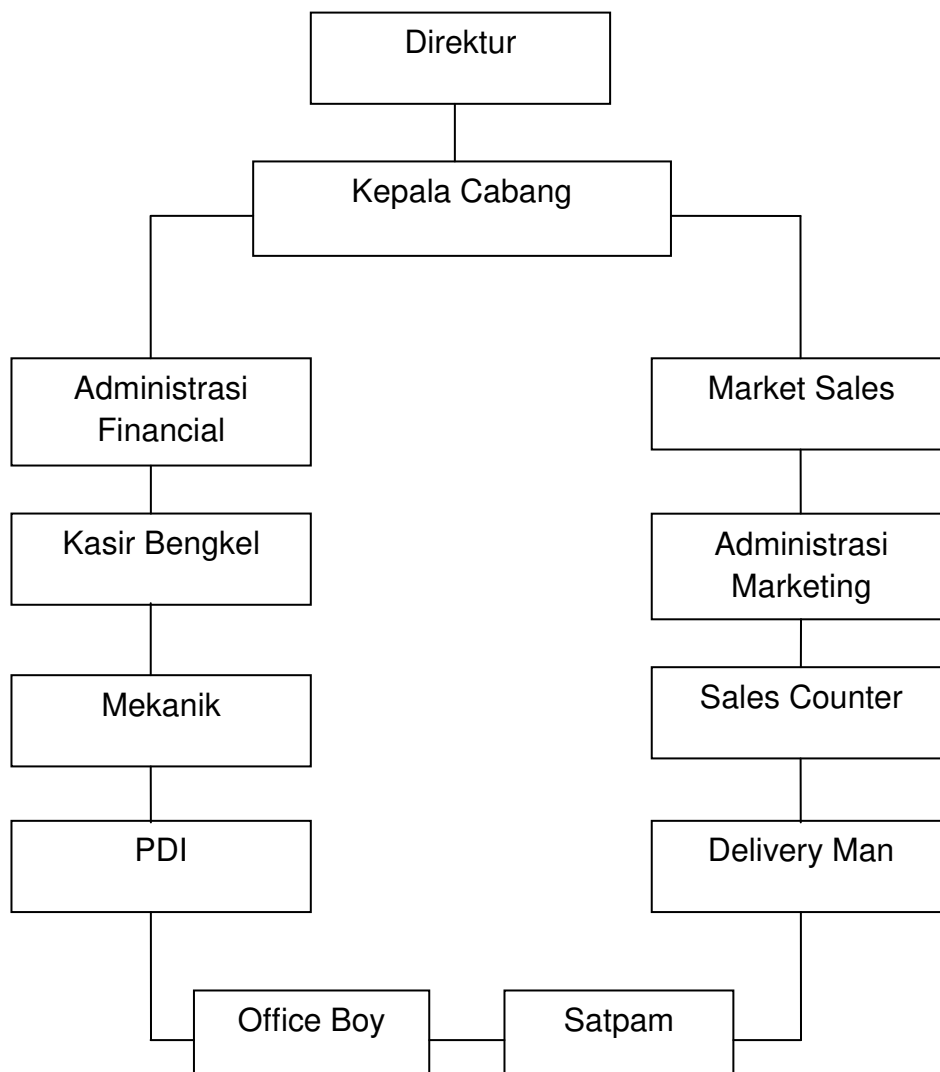 Direktur
Kepala Cabang
Administrasi
Financial
Market Sales
Kasir Bengkel
Administrasi
Marketing
Mekanik
Sales Counter
PDI
Delivery Man
Office Boy
Satpam